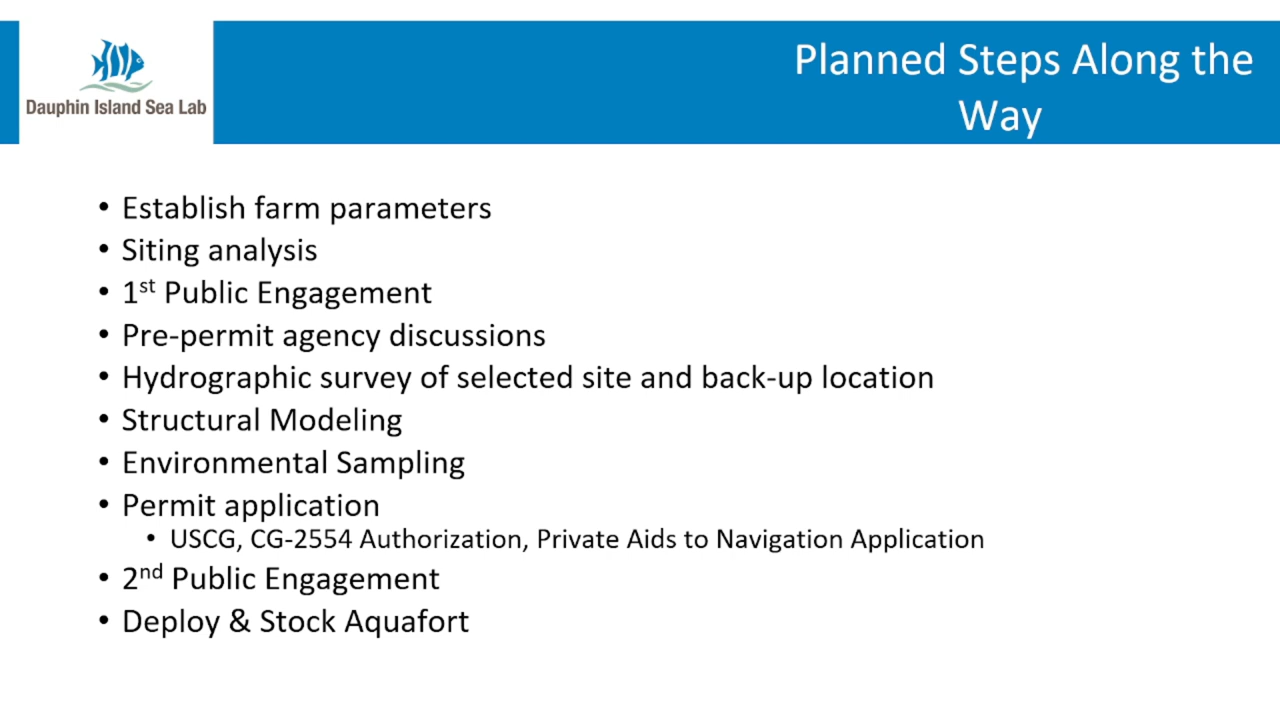 Dauphin Island Sea Lab
Planned Steps Along the
Way
• Establish farm parameters
• Siting analysis
• 1st Public Engagement
• Pre-permit agency discussions
• Hydrographic survey of selected site and back-up location
• Structural Modeling
• Environmental Sampling
• Permit application
• USCG, CG-2554 Authorization, Private Aids to Navigation Application
• 2nd Public Engagement
• Deploy & Stock Aquafort